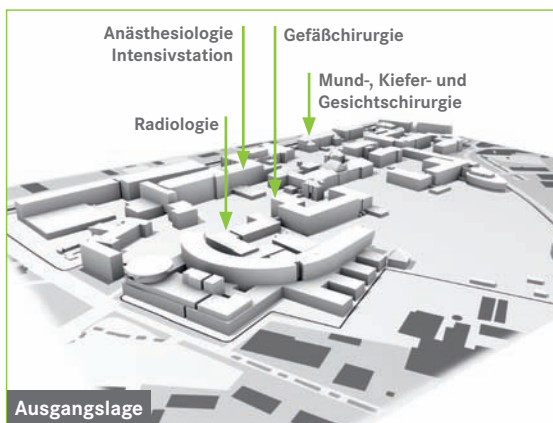 Anästhesiologie
Intensivstation
Gefäßchirurgie
Mund-, Kiefer- und
Gesichtschirurgie
Radiologie
Ausgangslage